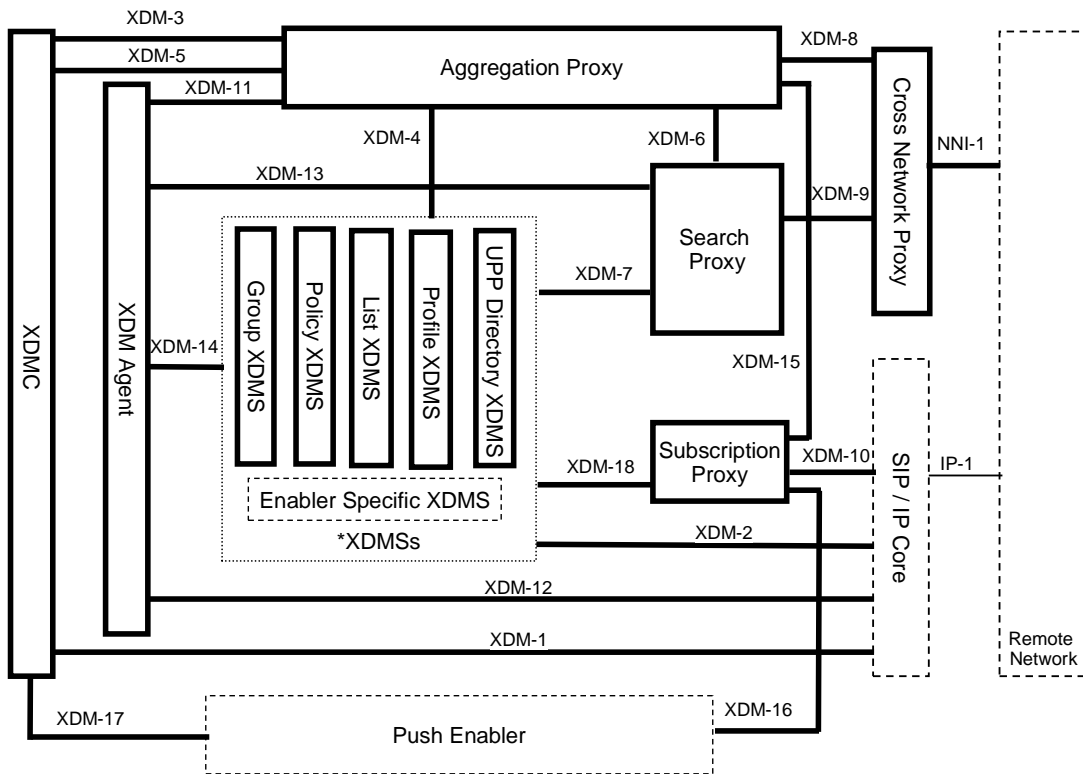 XDM-3
XDM-5
XDM-8
Aggregation Proxy
XDM-11
XDM-4
XDM-6
NNI-1
XDM-13
XDM-9
Cross Network Proxy
Search
Proxy
XDM-7
XDMC
XDM Agent
XDM-14
Group XDMS
Policy XDMS
List XDMS
Profile XDMS
UPP Directory XDMS
XDM-15
Subscription
Proxy
XDM-18
XDM-10
SIP / IP Core
IP-1
Enabler Specific XDMS
*XDMSs
XDM-2
XDM-12
XDM-1
Remote
Network
XDM-17
XDM-16
Push Enabler